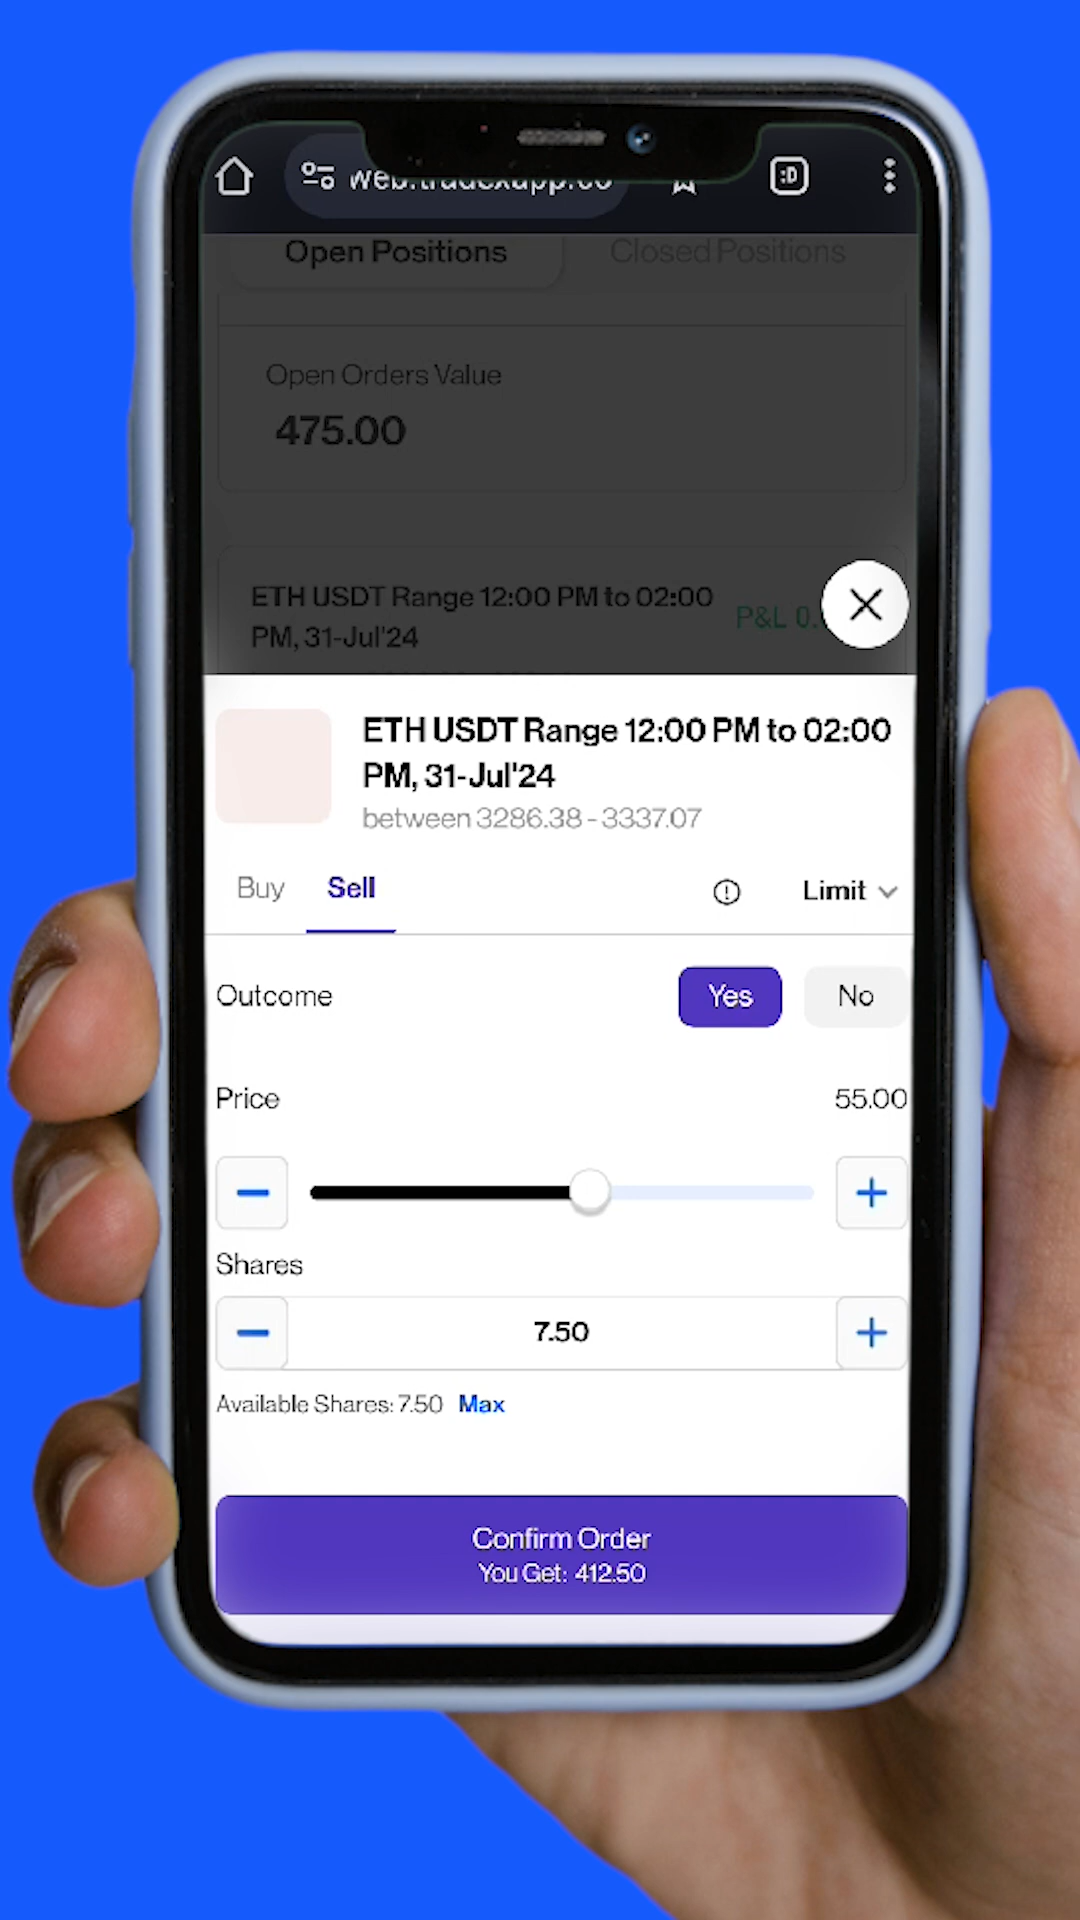 :D
Open Positions
Closed Positions
Open Orders Value
475.00
ETH USDT Range 12:00 PM to 02:00
PM, 31-Jul'24
P&L 0.
ETH USDT Range 12:00 PM to 02:00
PM, 31-Jul'24
between 3286.38 - 3337.07
Buy
Sell
Limit
Outcome
Yes
No
Price
55.00
Shares
7.50
Available Shares: 7.50 Max
Confirm Order
You Get: 412.50